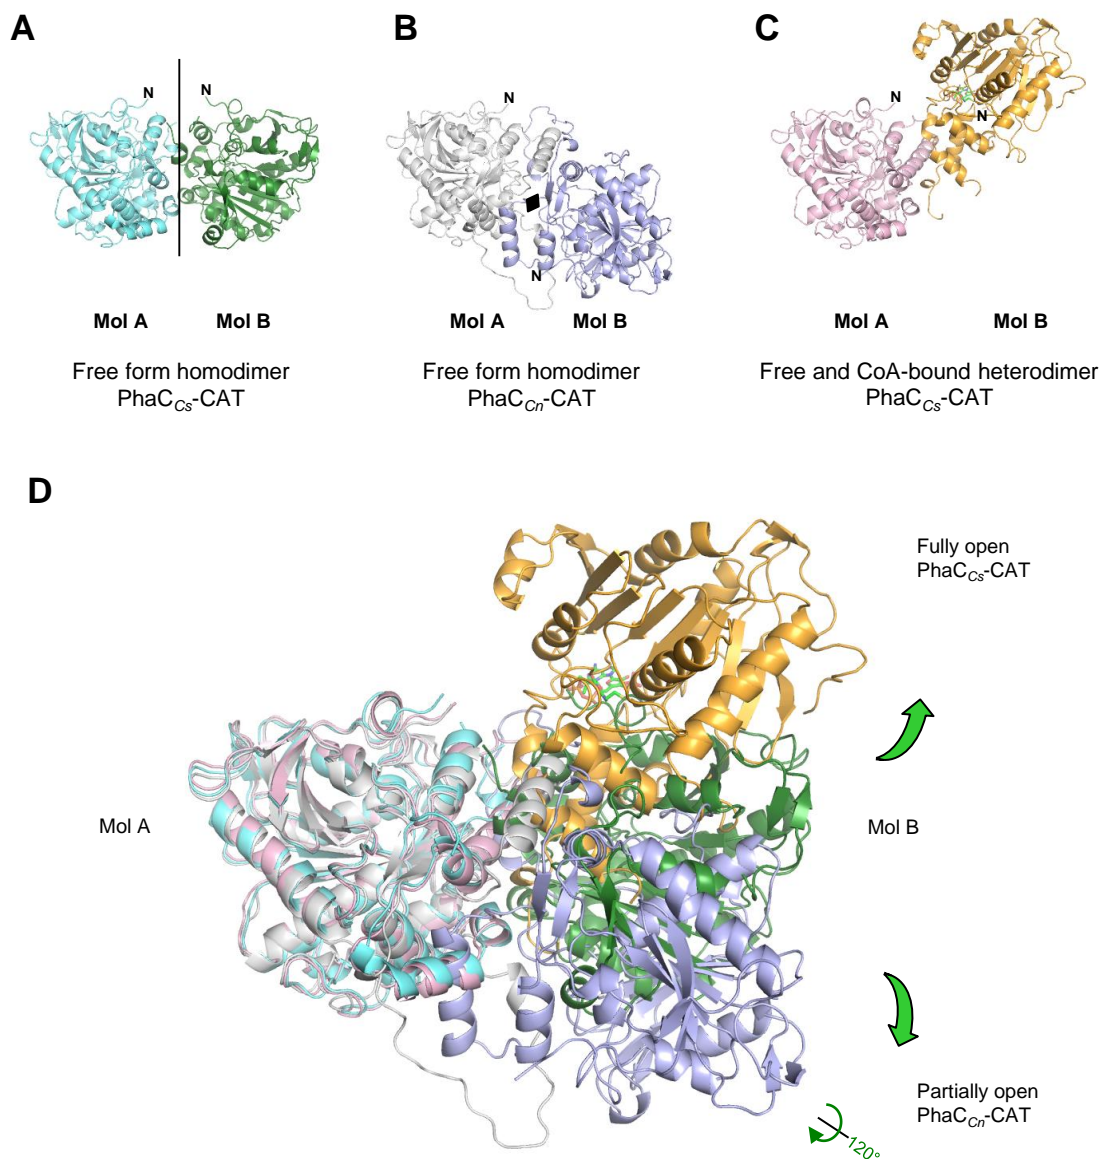 A
B
C
N
N
N
N
N
N
Mol A
Mol B
Mol A
Mol B
Mol A
Mol B
Free form homodimer
PhaCCs-CAT
Free form homodimer
PhaCCn-CAT
Free and CoA-bound heterodimer
PhaCCs-CAT
D
Fully open
PhaCCs-CAT
Mol A
Mol B
Partially open
PhaCCn-CAT
120°